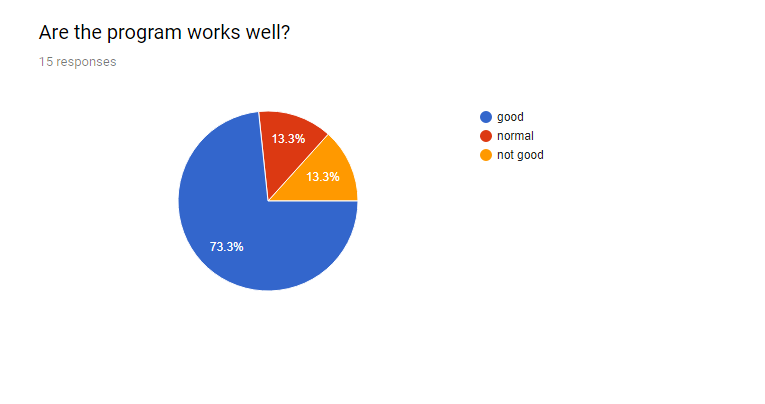 Are the program works well?
15 responses
good
normal
not good
13.3%
13.3%
73.3%